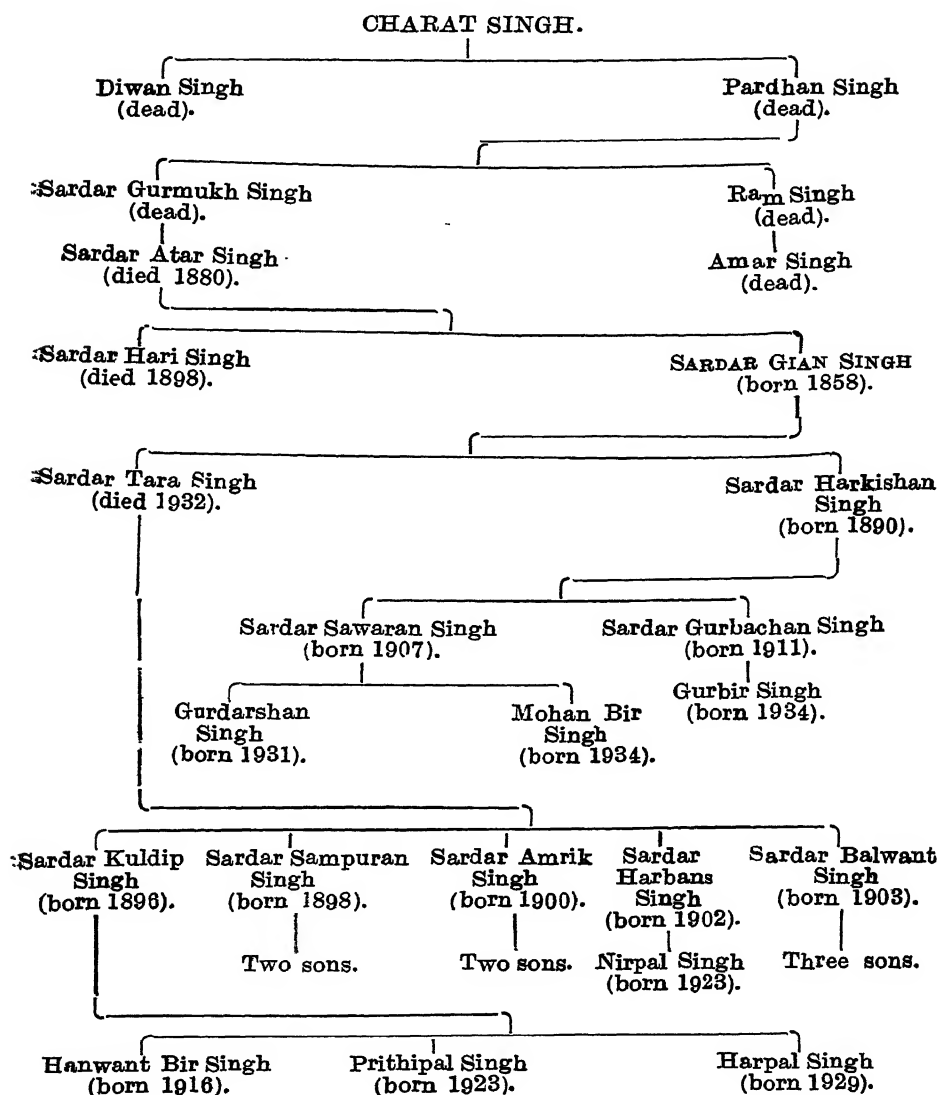 CHARAT SINGH.
Diwan Singh
(dead).
Pardhan Singh
(dead).
Sardar Gurmukh Singh
(dead).
Ram Singh
(dead).
Sardar Atar Singh
(died 1880).
Amar Singh
(dead).
Sardar Hari Singh
(died 1898).
SARDAR GIAN SINGH
(born 1858).
Sardar Tara Singh
(died 1932).
Sardar Harkishan
Singh
(born 1890).
Sardar Sawaran Singh
(born 1907).
Sardar Gurbachan Singh
(born 1911).
Gurdarshan
Singh
(born 1931).
Mohan Bir
Singh
(born 1934).
Gurbir Singh
(born 1934).
Sardar Kuldip
Singh
(born 1896).
Sardar Sampuran
Singh
(born 1898).
Sardar Amrik
Singh
(born 1900).
Sardar
Harbans
Singh
(born 1902).
Sardar Balwant
Singh
(born 1903).
Two sons.
Two sons.
Nirpal Singh
(born 1923).
Three sons.
Hanwant Bir Singh
(born 1916).
Prithipal Singh
(born 1923).
Harpal Singh
(born 1929).